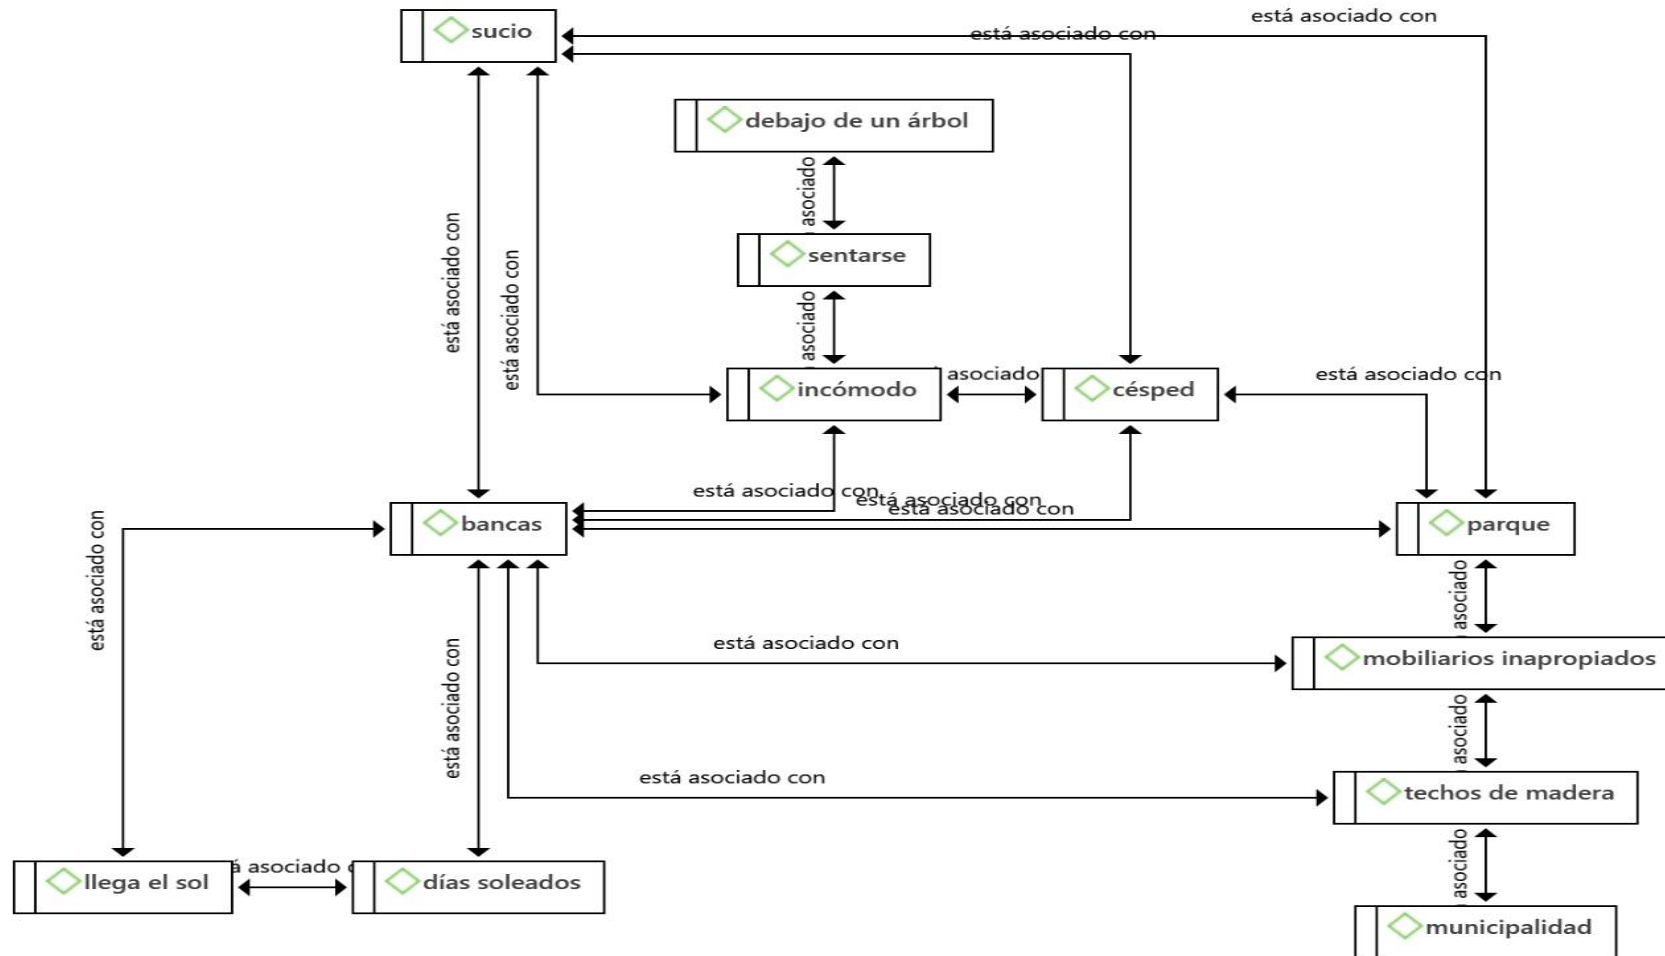 está asociado con
sucio
está asociado con
debajo de un árbol
asociado
sentarse
está asociado con
está asociado con
asociado
incómodo
asociado
césped
está asociado con
está asociado con
está asociado con
está asociado con
bancas
parque
está asociado con
asociado
está asociado con
mobiliarios inapropiados
está asociado con
asociado
está asociado con
techos de madera
asociado
llega el sol
asociado
días soleados
municipalidad